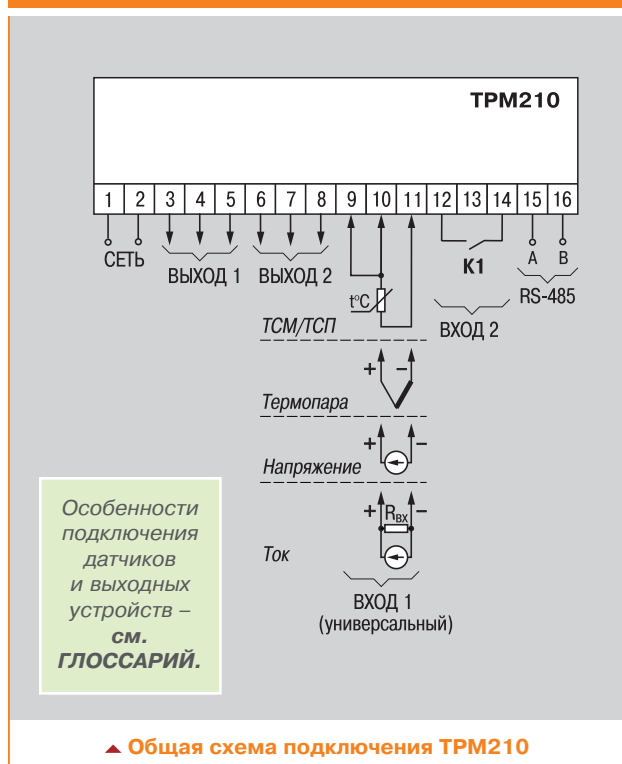 ТРМ210
1 2 3 4 5 6 7 8 9 10 11 12 13 14 15 16
СЕТЬ
ВЫХОД 1
ВЫХОД 2
К1
A B
RS-485
ВХОД 2
t°C
ТСМ/ТСП
+ –
Термопара
+ –
Напряжение
+ Rвх –
Ток
ВХОД 1
(универсальный)
Особенности
подключения
датчиков
и выходных
устройств –
см.
ГЛОССАРИЙ.
Общая схема подключения ТРМ210